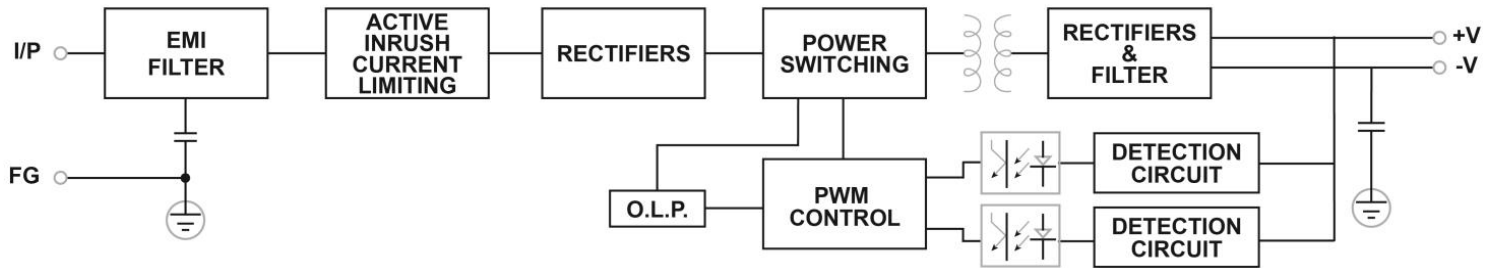 I/P
EMI
FILTER
ACTIVE
INRUSH
CURRENT
LIMITING
RECTIFIERS
POWER
SWITCHING
RECTIFIERS
&
FILTER
+V
-V
FG
O.L.P.
PWM
CONTROL
DETECTION
CIRCUIT
DETECTION
CIRCUIT